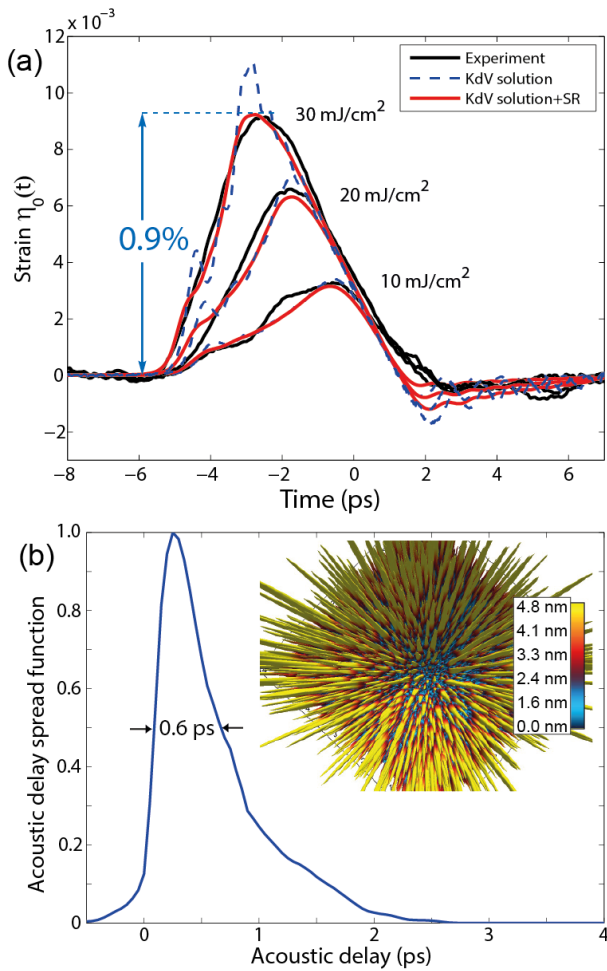 (a)
× 10⁻³
12
10
8
6
4
2
0
−2
Strain η₀(t)
Experiment
KdV solution
KdV solution+SR
30 mJ/cm²
20 mJ/cm²
10 mJ/cm²
0.9%
−8 −6 −4 −2 0 2 4 6
Time (ps)
(b)
1.0
0.8
0.6
0.4
0.2
0
Acoustic delay spread function
0.6 ps
4.8 nm
4.1
3.3 nm
2.4
1.6 nm
0.0 nm
0 1 2 3 4
Acoustic delay (ps)